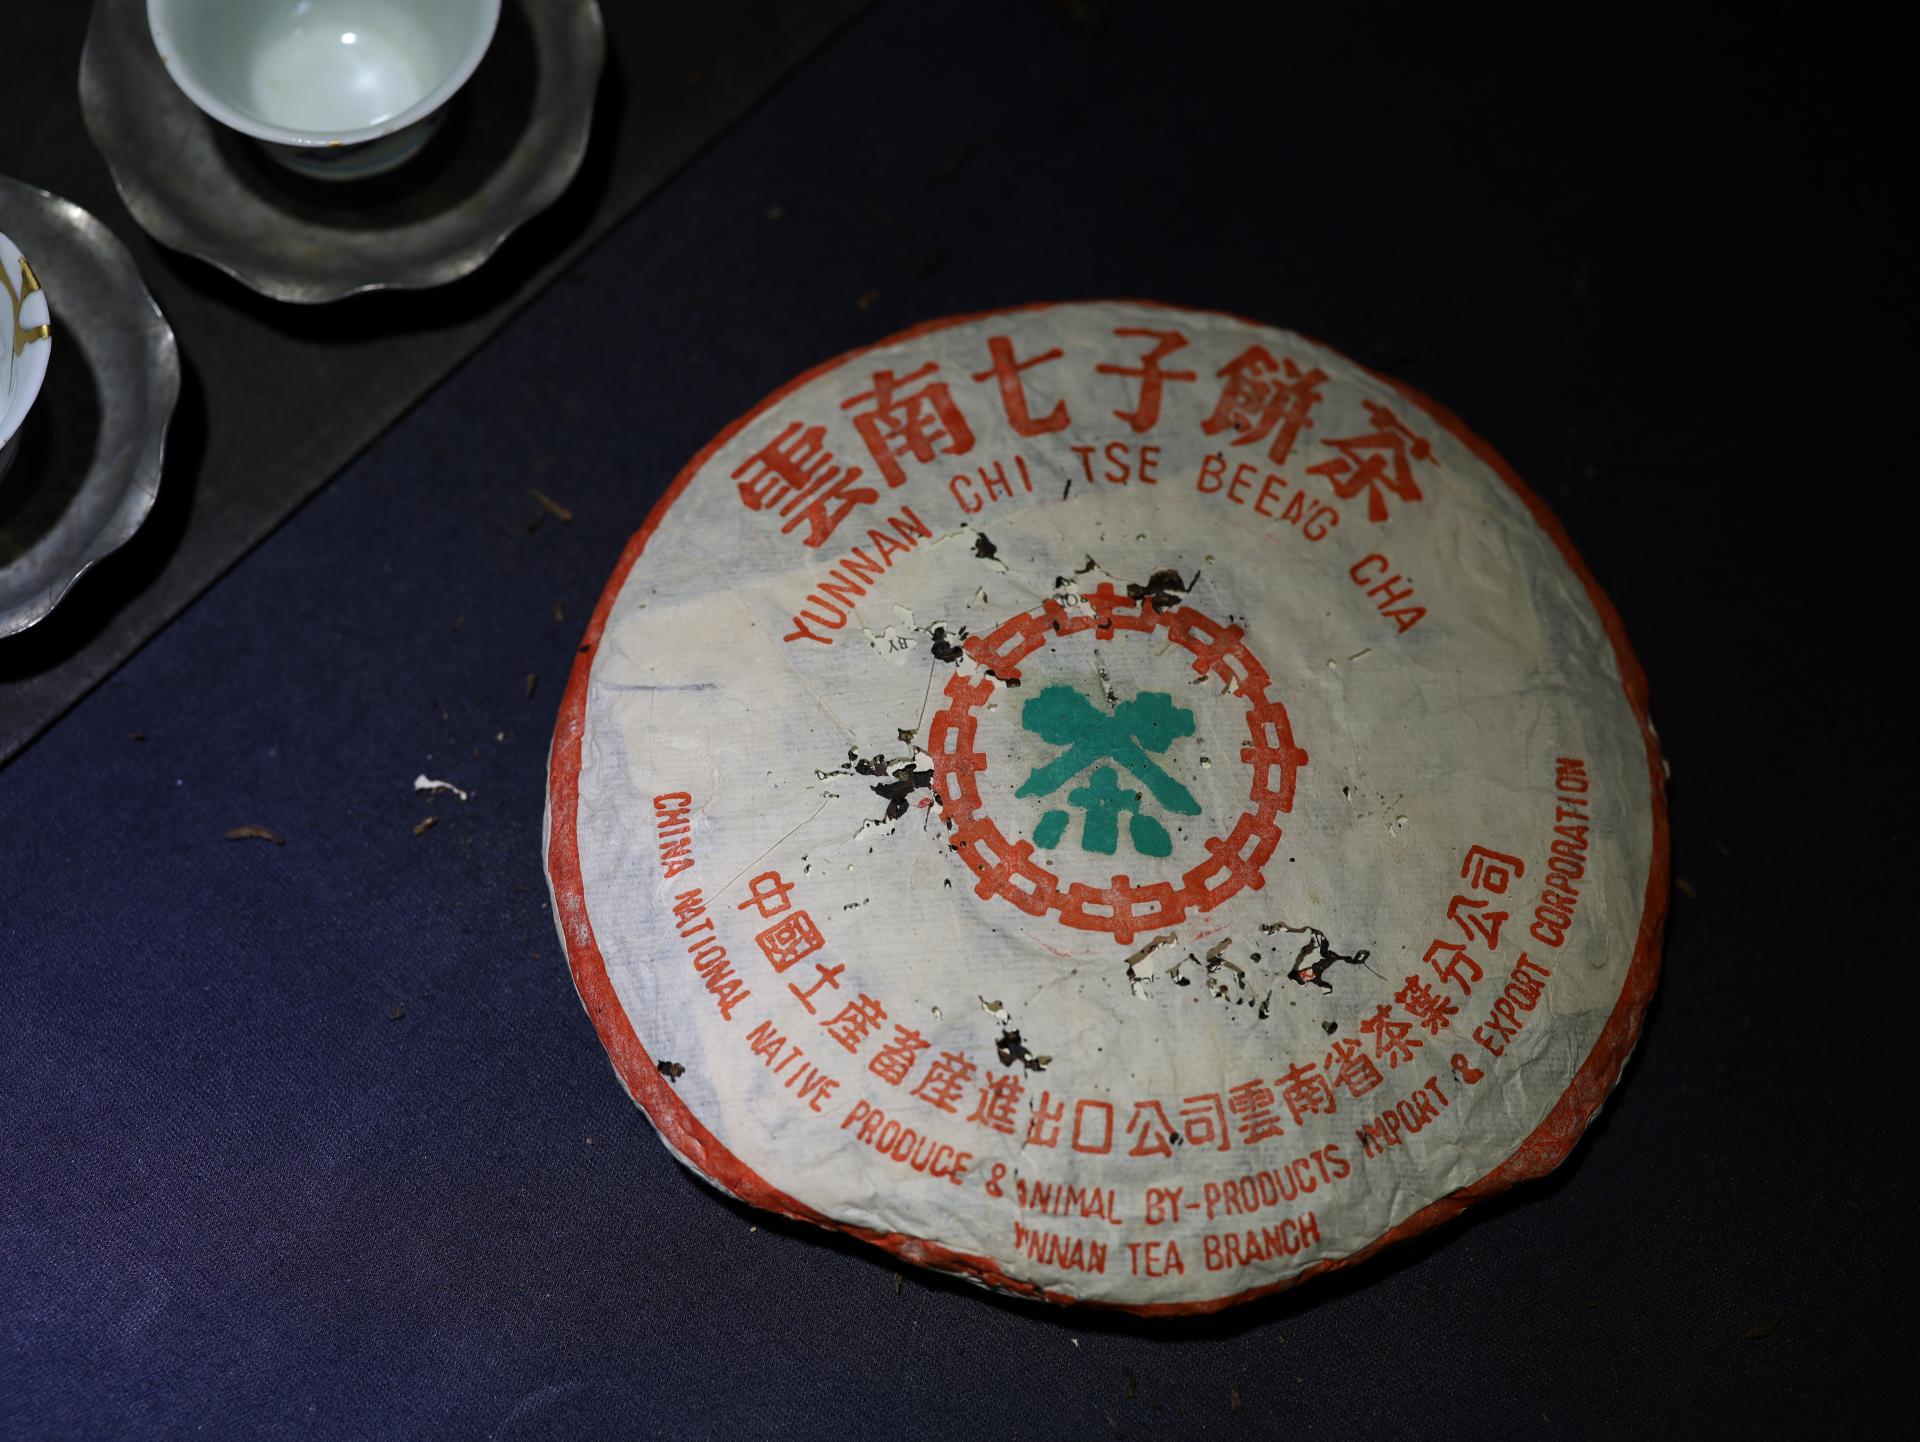 雲南七子餅茶
YUNNAN CHI TSE BEENG CHA
BY
茶
中國土産畜産進出口公司雲南省茶葉分公司
CHINA NATIONAL NATIVE PRODUCE & ANIMAL BY-PRODUCTS IMPORT & EXPORT CORPORATION
YUNNAN TEA BRANCH